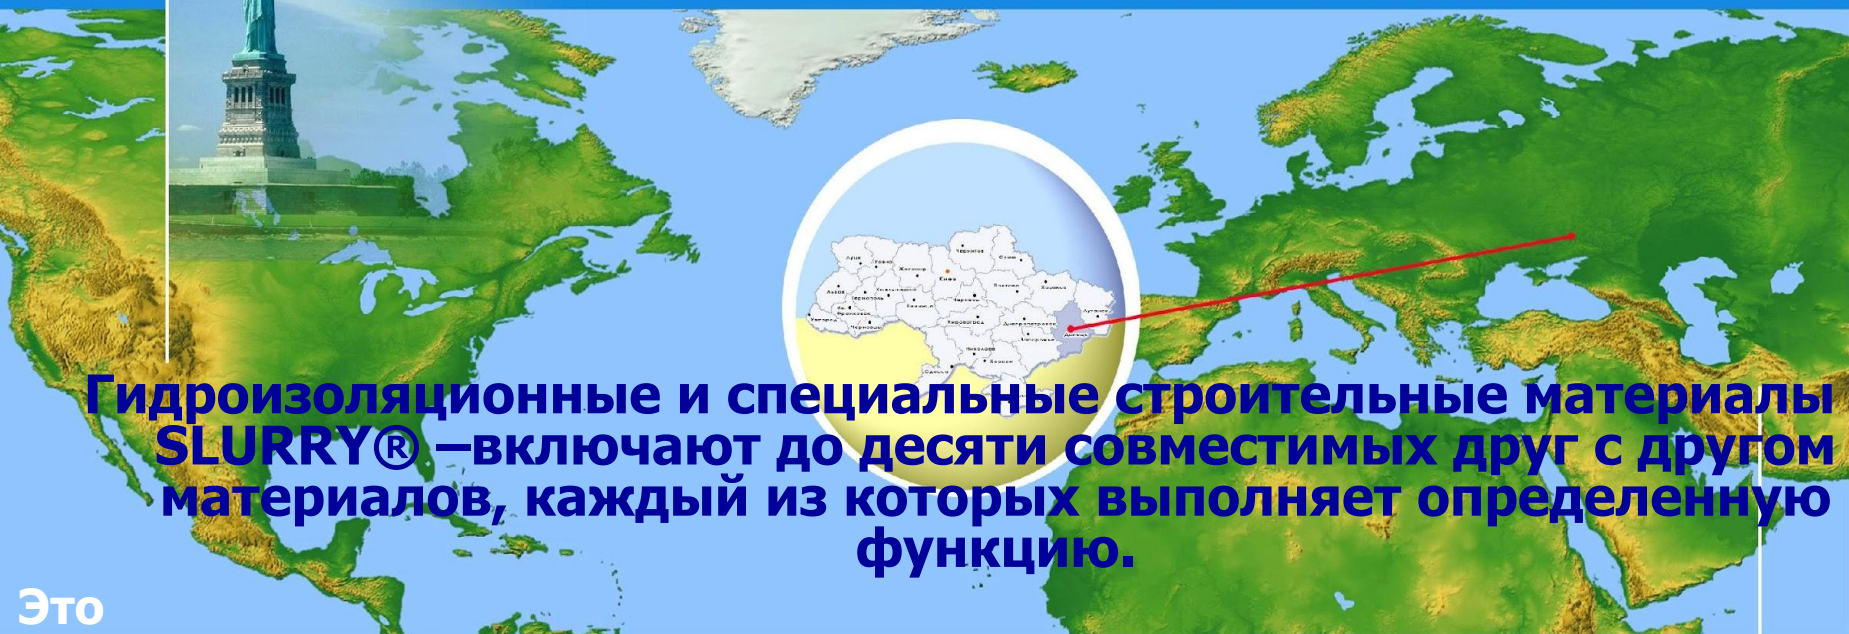 Гидроизоляционные и специальные строительные материалы
SLURRY® –включают до десяти совместимых друг с другом
материалов, каждый из которых выполняет определенную
функцию.
Это